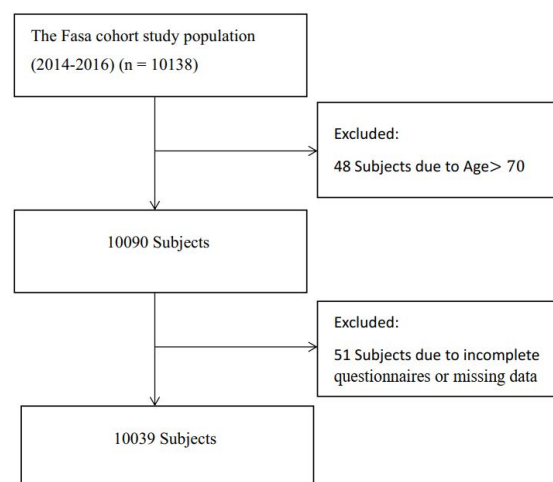 The Fasa cohort study population
(2014-2016) (n = 10138)
Excluded:
48 Subjects due to Age> 70
10090 Subjects
Excluded:
51 Subjects due to incomplete
questionnaires or missing data
10039 Subjects